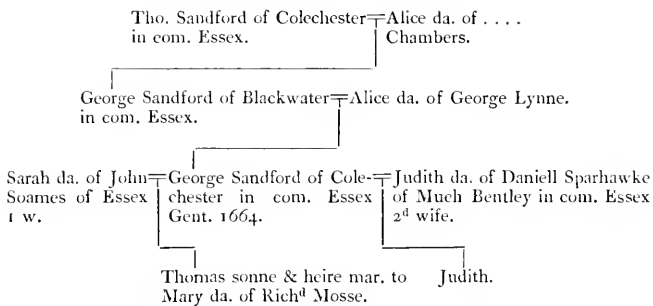 Tho. Sandford of Colechester Alice da. of . . . .
in com. Essex. Chambers.
George Sandford of Blackwater Alice da. of George Lynne.
in com. Essex.
Sarah da. of John George Sandford of Cole- Judith da. of Daniell Sparhawke
Soames of Essex chester in com. Essex of Much Bentley in com. Essex
1 w. Gent. 1664. 2d wife.
Thomas sonne & heire mar. to Judith.
Mary da. of Richd Mosse.